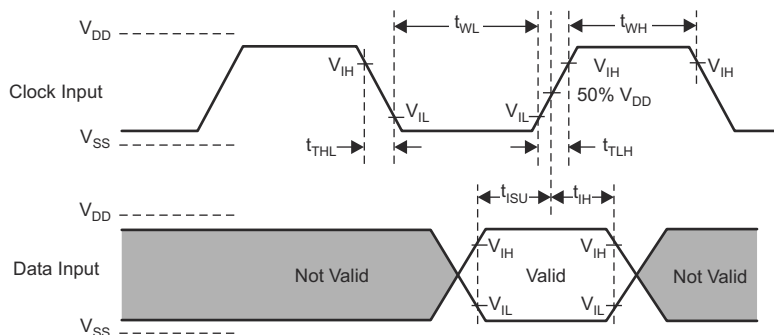 t_WL t_WH
V_DD
V_IH V_IH V_IH
Clock Input 50% V_DD
V_IL V_IL
V_SS
t_THL t_TLH
t_ISU t_IH
V_DD
V_IH V_IH
Data Input Not Valid Valid Not Valid
V_IL V_IL
V_SS